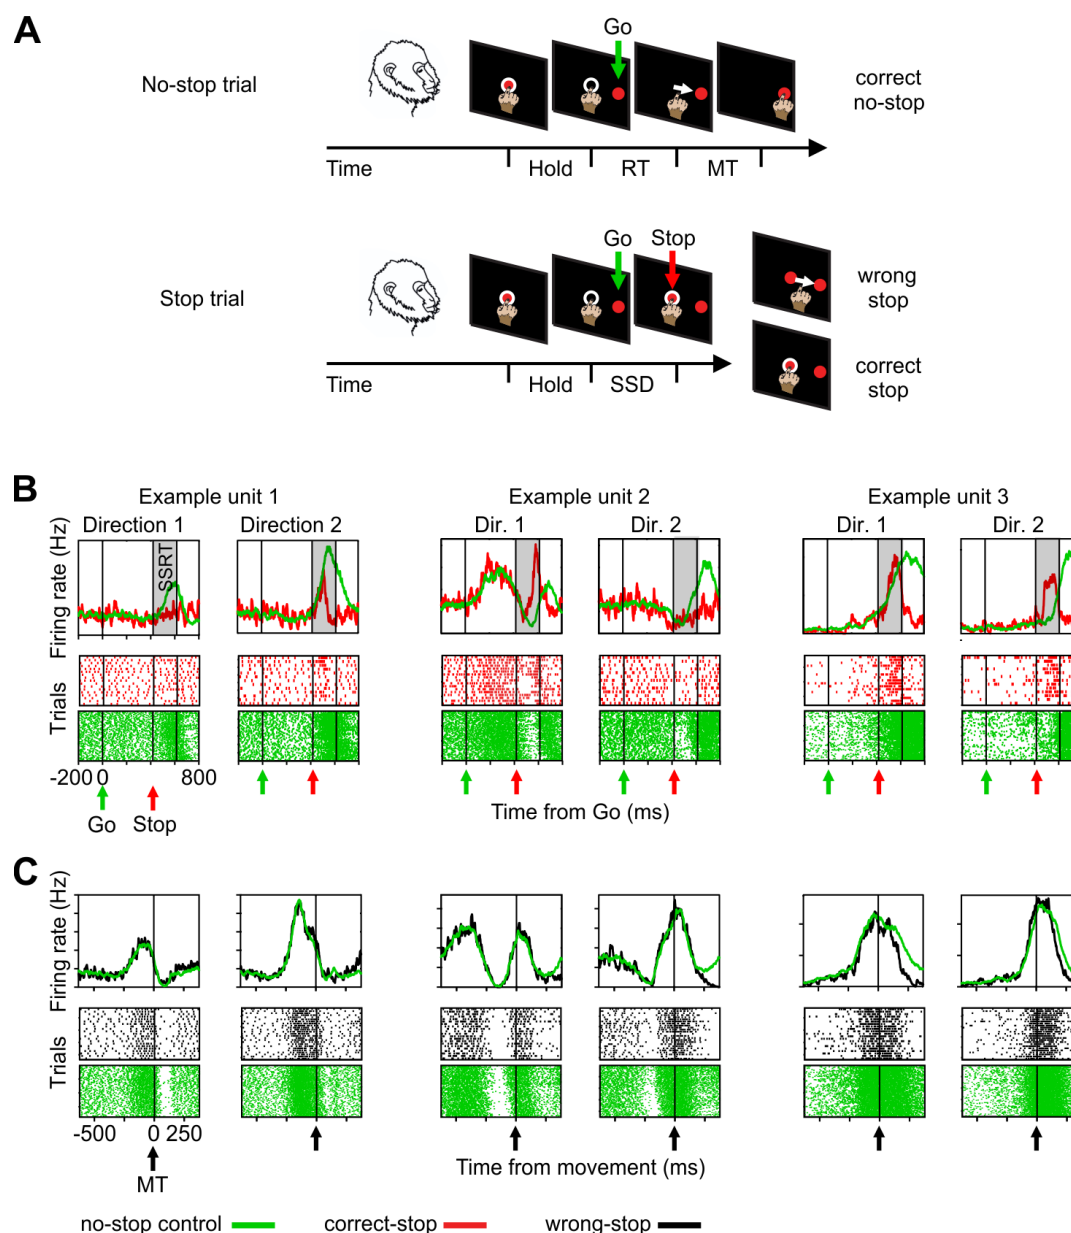 A
Go
No-stop trial
correct
no-stop
Time
Hold
RT
MT
Go
Stop
Stop trial
wrong
stop
correct
stop
Time
Hold
SSD
B
Example unit 1
Example unit 2
Example unit 3
Direction 1
Direction 2
Dir. 1
Dir. 2
Dir. 1
Dir. 2
Firing rate (Hz)
SSRT
Trials
-200 0 800
Go
Stop
Time from Go (ms)
C
Firing rate (Hz)
Trials
-500 0 250
MT
Time from movement (ms)
no-stop control
correct-stop
wrong-stop